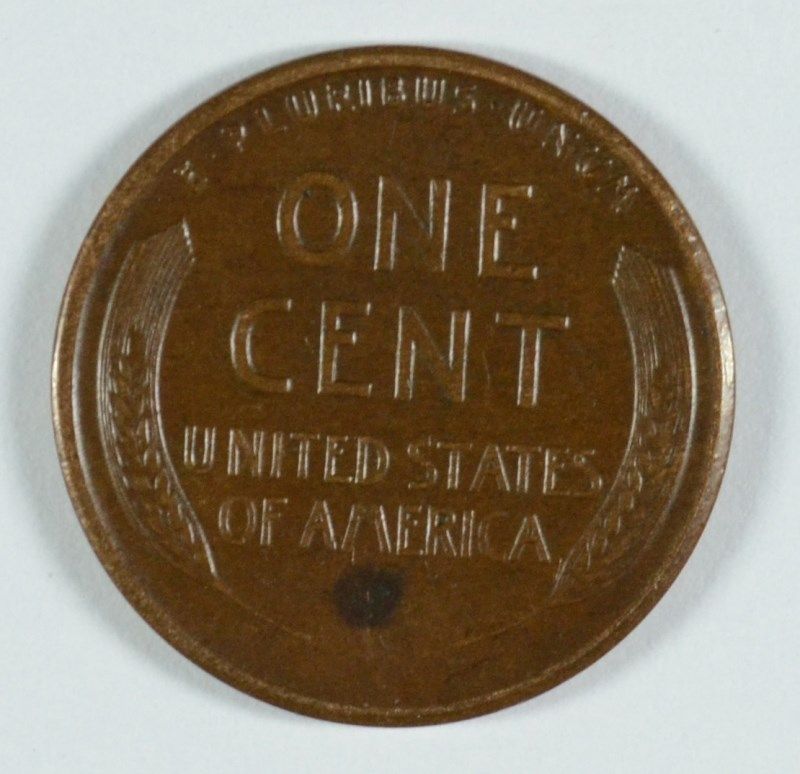 E·PLURIBUS·UNUM
ONE
CENT
UNITED STATES
OF AMERICA